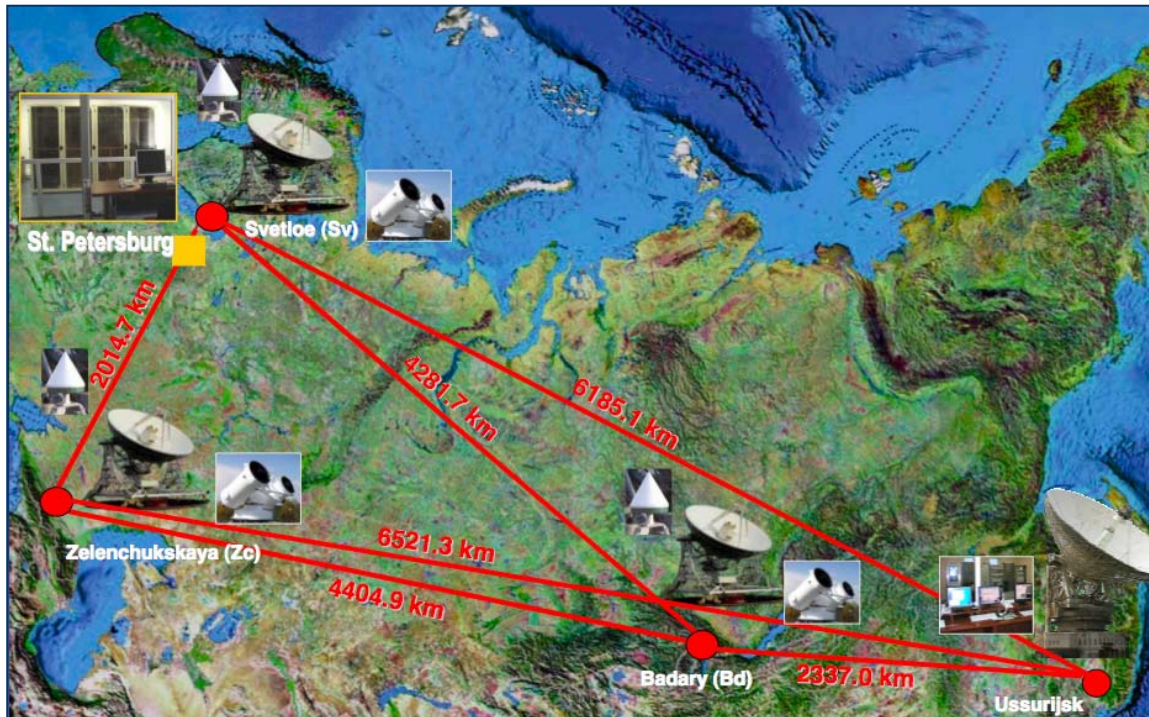 St. Petersburg
Svetloe (Sv)
2014.7 km
4281.7 km
6185.1 km
Zelenchukskaya (Zc)
6521.3 km
4404.9 km
Badary (Bd)
2337.0 km
Ussurijsk